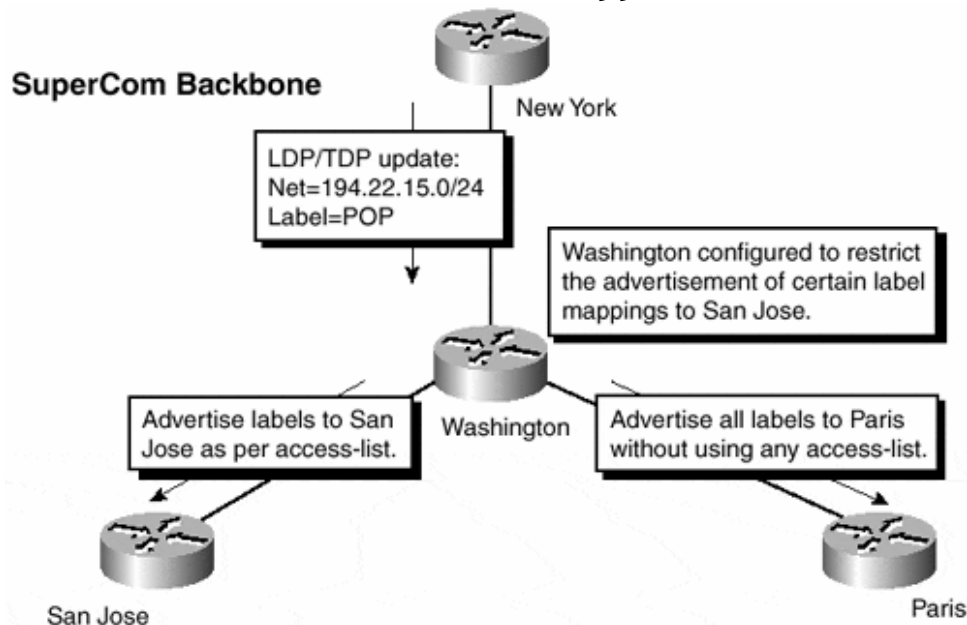 New York
SuperCom Backbone
LDP/TDP update:
Net=194.22.15.0/24
Label=POP
Washington configured to restrict
the advertisement of certain label
mappings to San Jose.
Advertise labels to San
Jose as per access-list.
Washington
Advertise all labels to Paris
without using any access-list.
San Jose
Paris